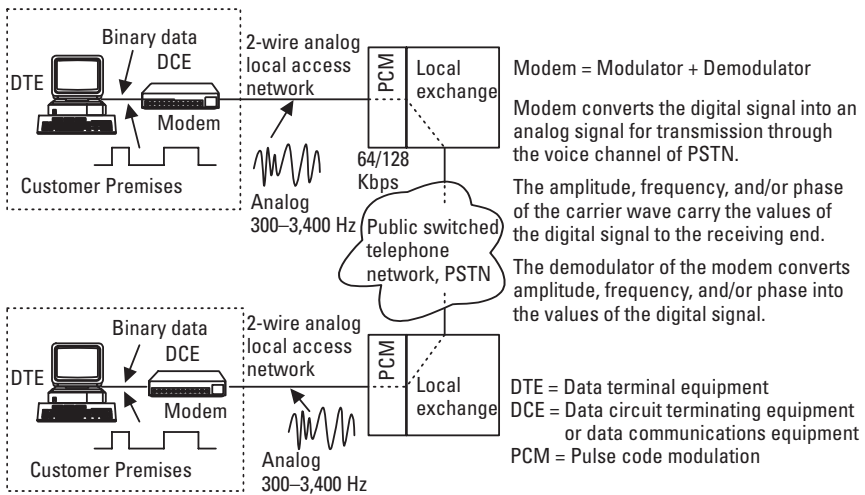 Binary data
DCE
DTE
Modem
Customer Premises
2-wire analog
local access
network
Analog
300–3,400 Hz
PCM
Local
exchange
64/128
Kbps
Public switched
telephone
network, PSTN
Modem = Modulator + Demodulator
Modem converts the digital signal into an
analog signal for transmission through
the voice channel of PSTN.
The amplitude, frequency, and/or phase
of the carrier wave carry the values of
the digital signal to the receiving end.
The demodulator of the modem converts
amplitude, frequency, and/or phase into
the values of the digital signal.
Binary data
DCE
DTE
Modem
Customer Premises
2-wire analog
local access
network
Analog
300–3,400 Hz
PCM
Local
exchange
DTE = Data terminal equipment
DCE = Data circuit terminating equipment
or data communications equipment
PCM = Pulse code modulation